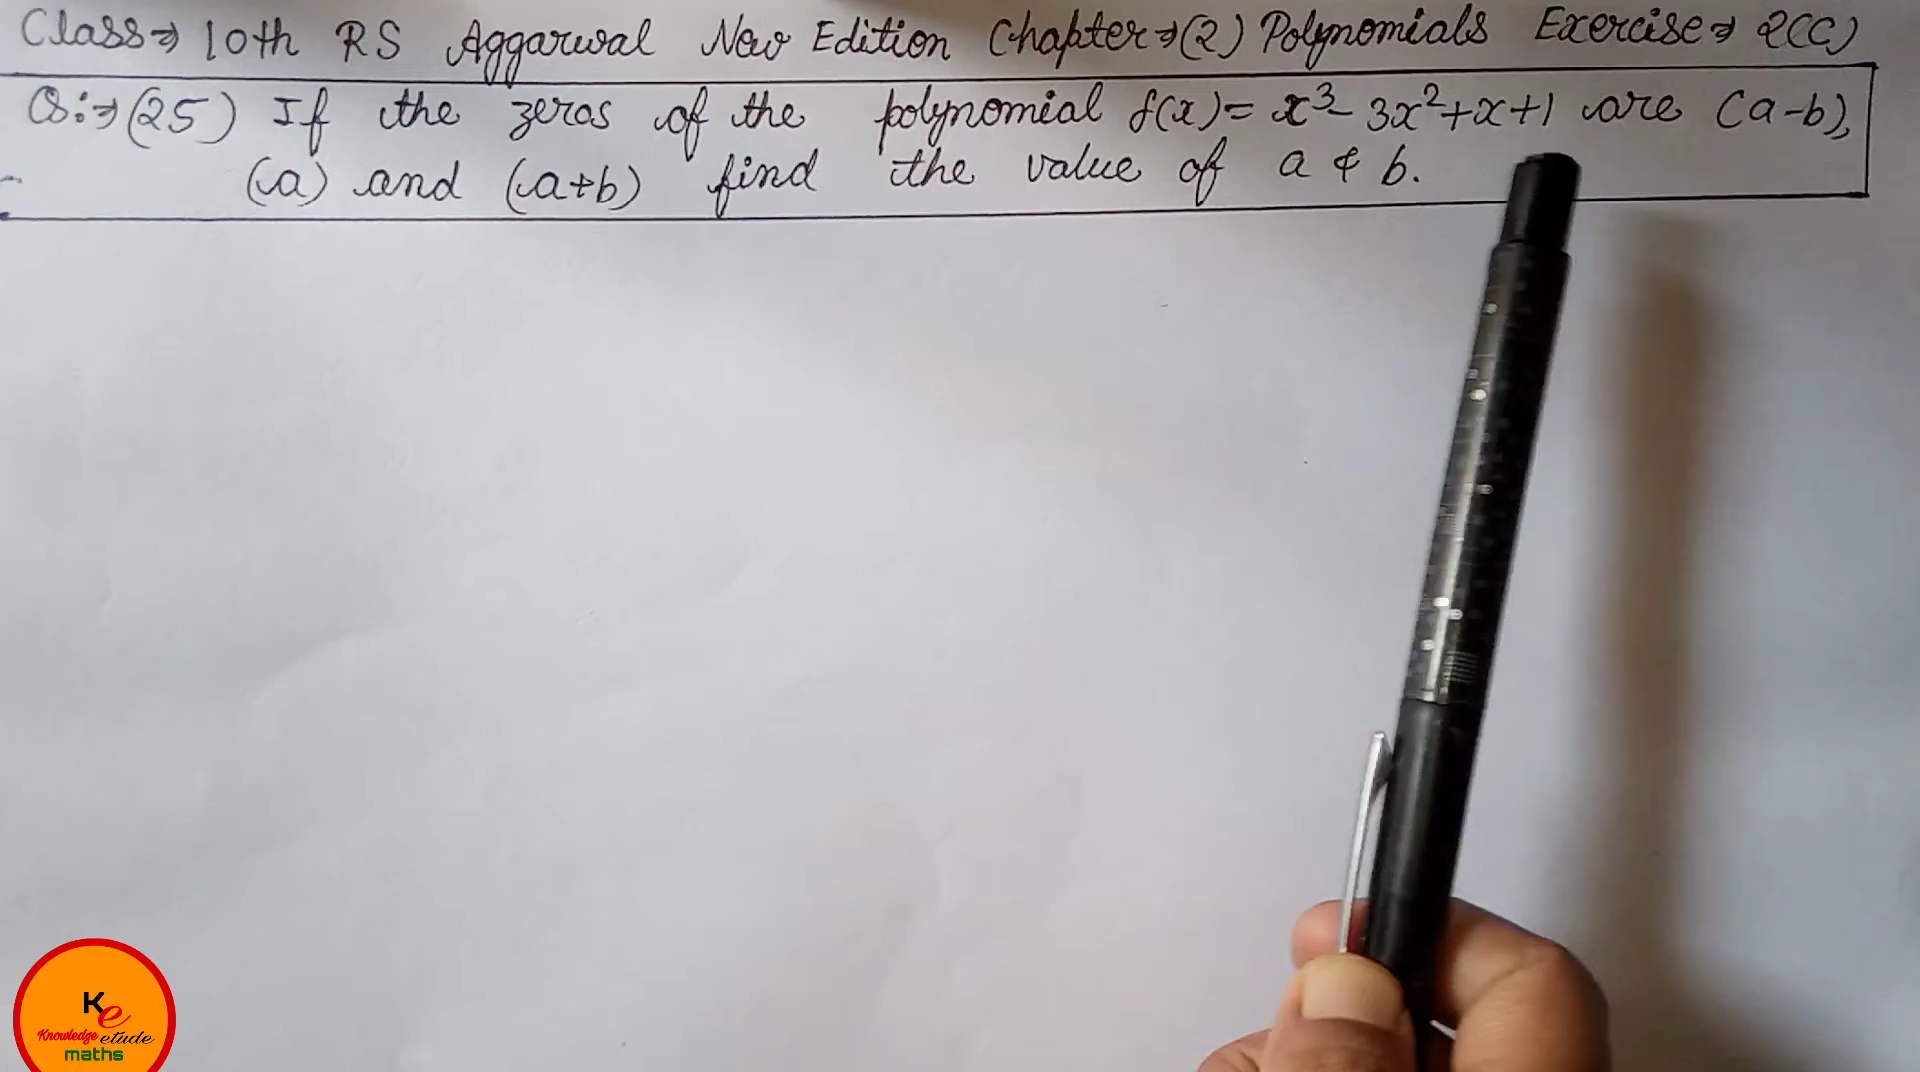 Class⇒ 10th RS Aggarwal New Edition Chapter⇒(2) Polynomials Exercise⇒ 2(C)
Q:⇒(25) If the zeros of the polynomial f(x)= x³- 3x²+x+1 are (a-b),
(a) and (a+b) find the value of a & b.
Ke
Knowledge etude
maths